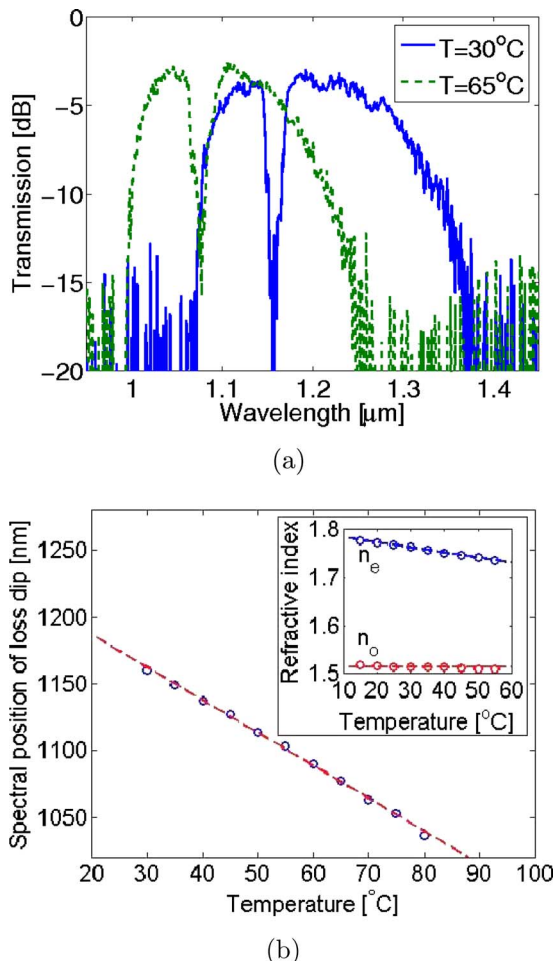 0
−5
−10
−15
−20
Transmission [dB]
T=30°C
T=65°C
1 1.1 1.2 1.3 1.4
Wavelength [μm]
(a)
Spectral position of loss dip [nm]
1250
1200
1150
1100
1050
20 30 40 50 60 70 80 90 100
Temperature [°C]
Refractive index
1.8
1.7
1.6
1.5
nₑ
nₒ
10 20 30 40 50 60
Temperature [°C]
(b)